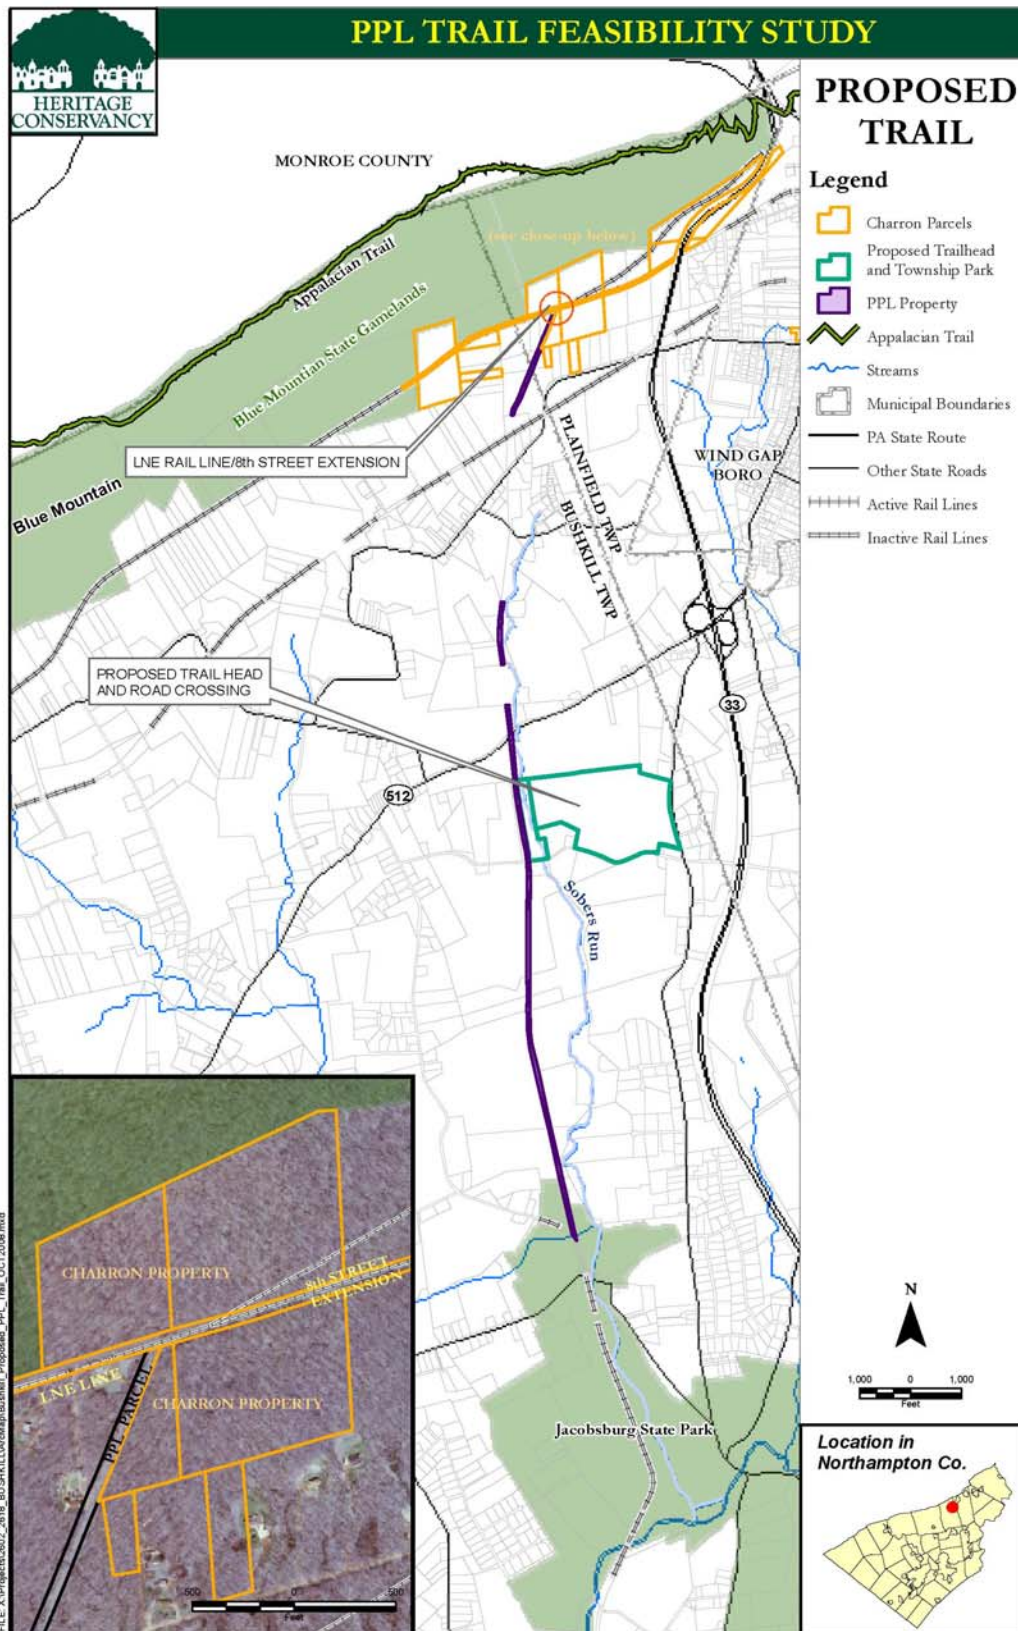 PPL TRAIL FEASIBILITY STUDY
HERITAGE
CONSERVANCY
PROPOSED
TRAIL
Legend
Charron Parcels
Proposed Trailhead
and Township Park
PPL Property
Appalacian Trail
Streams
Municipal Boundaries
PA State Route
Other State Roads
Active Rail Lines
Inactive Rail Lines
MONROE COUNTY
(see close-up below)
Appalacian Trail
Blue Mountian State Gamelands
LNE RAIL LINE/8th STREET EXTENSION
Blue Mountain
PLAINFIELD TWP
BUSHKILL TWP
WIND GAP
BORO
PROPOSED TRAIL HEAD
AND ROAD CROSSING
33
512
Sobers Run
Jacobsburg State Park
CHARRON PROPERTY
8th STREET
EXTENSION
LNE LINE
PPL PARCEL
CHARRON PROPERTY
500 0 500
Feet
N
1,000 0 1,000
Feet
Location in
Northampton Co.